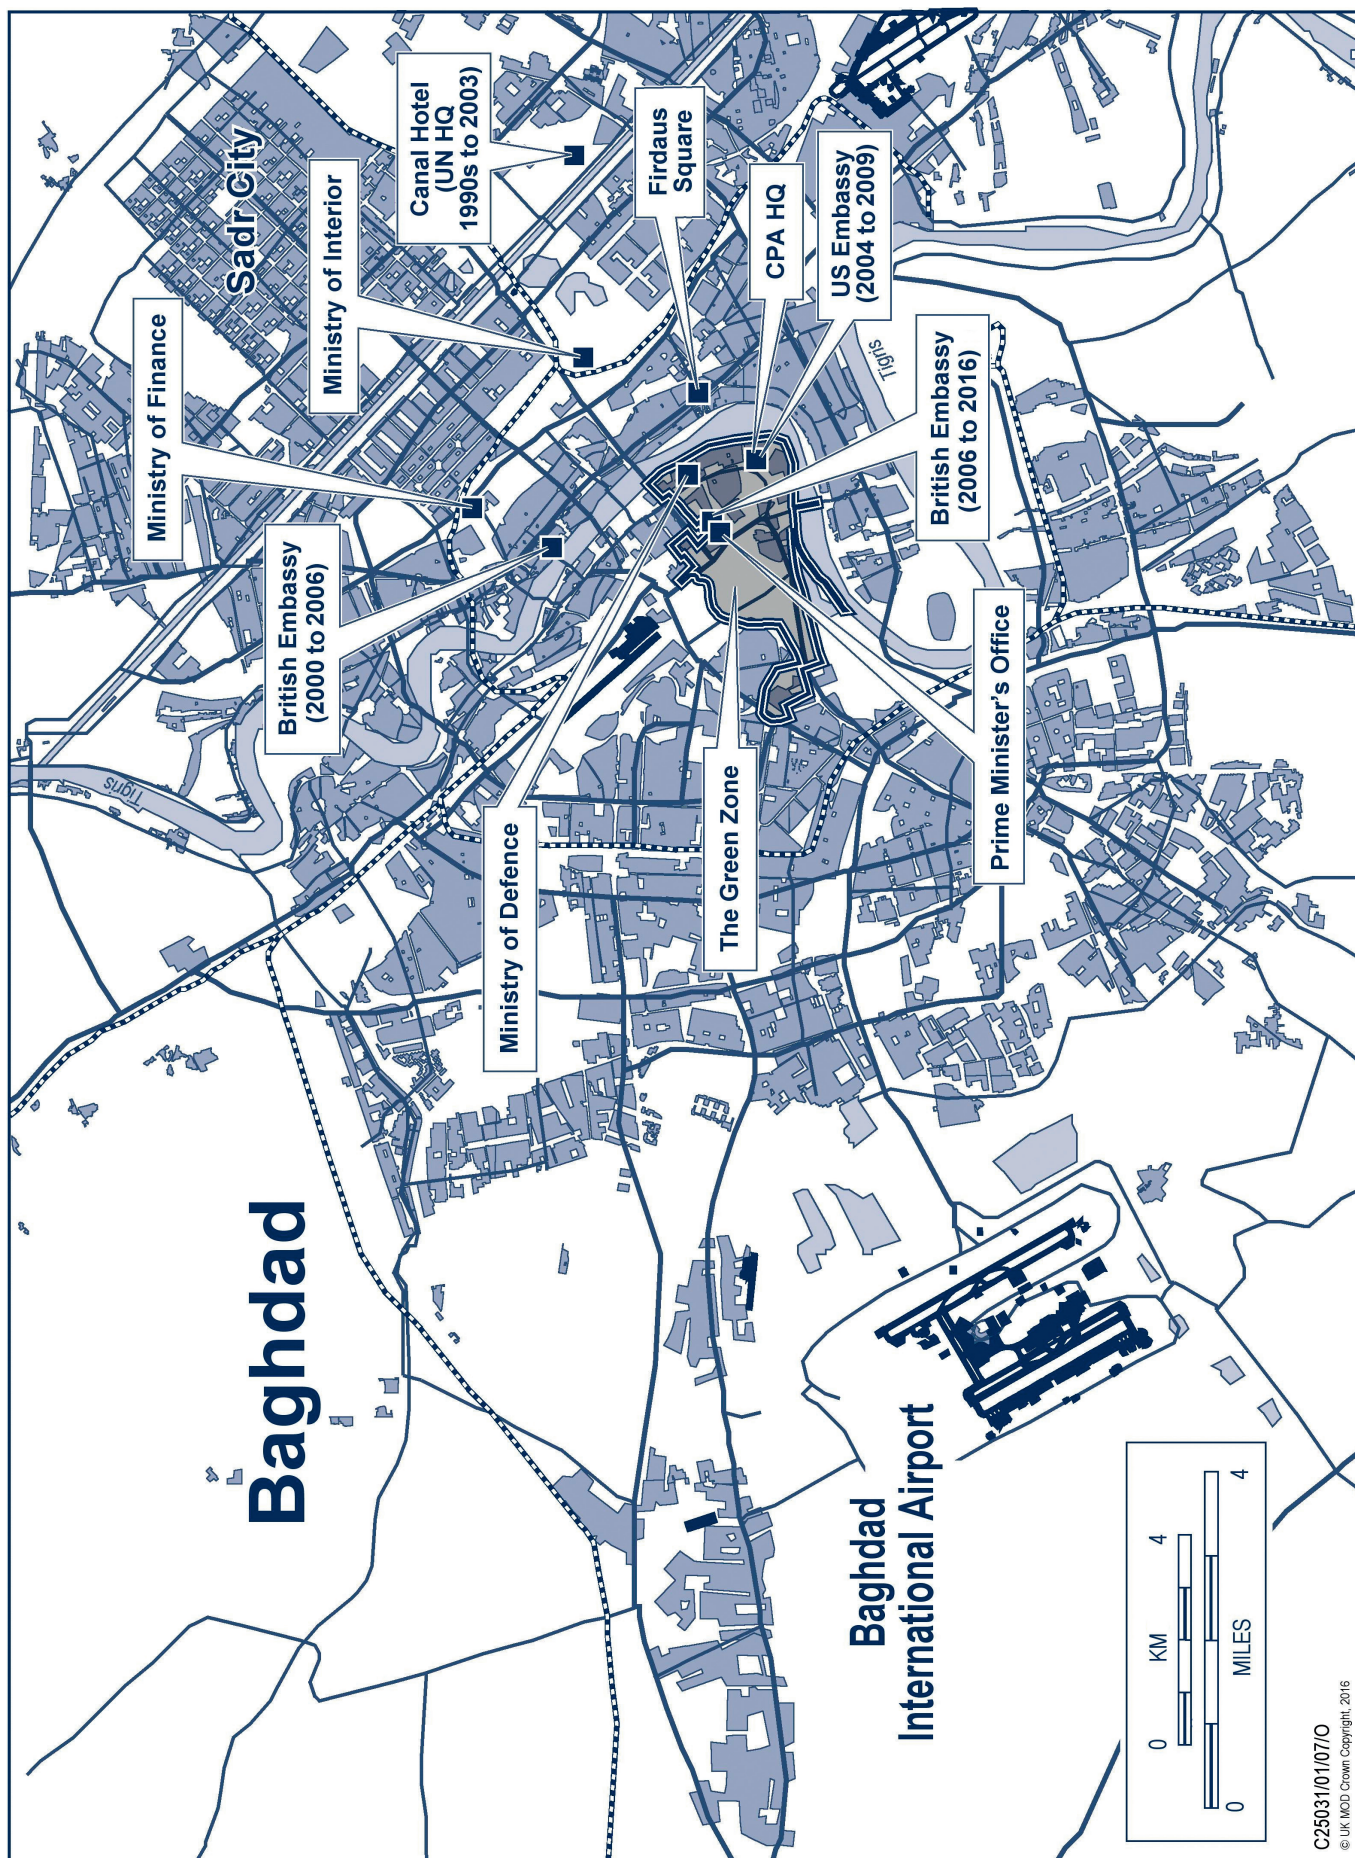 Baghdad
Sadr City
Ministry of Finance
Ministry of Interior
Canal Hotel
(UN HQ
1990s to 2003)
British Embassy
(2000 to 2006)
Tigris
Firdaus
Square
Ministry of Defence
CPA HQ
US Embassy
(2004 to 2009)
Tigris
The Green Zone
British Embassy
(2006 to 2016)
Prime Minister's Office
Baghdad
International Airport
0 KM 4
0 MILES 4
C25031/01/07/O
© UK MOD Crown Copyright, 2016